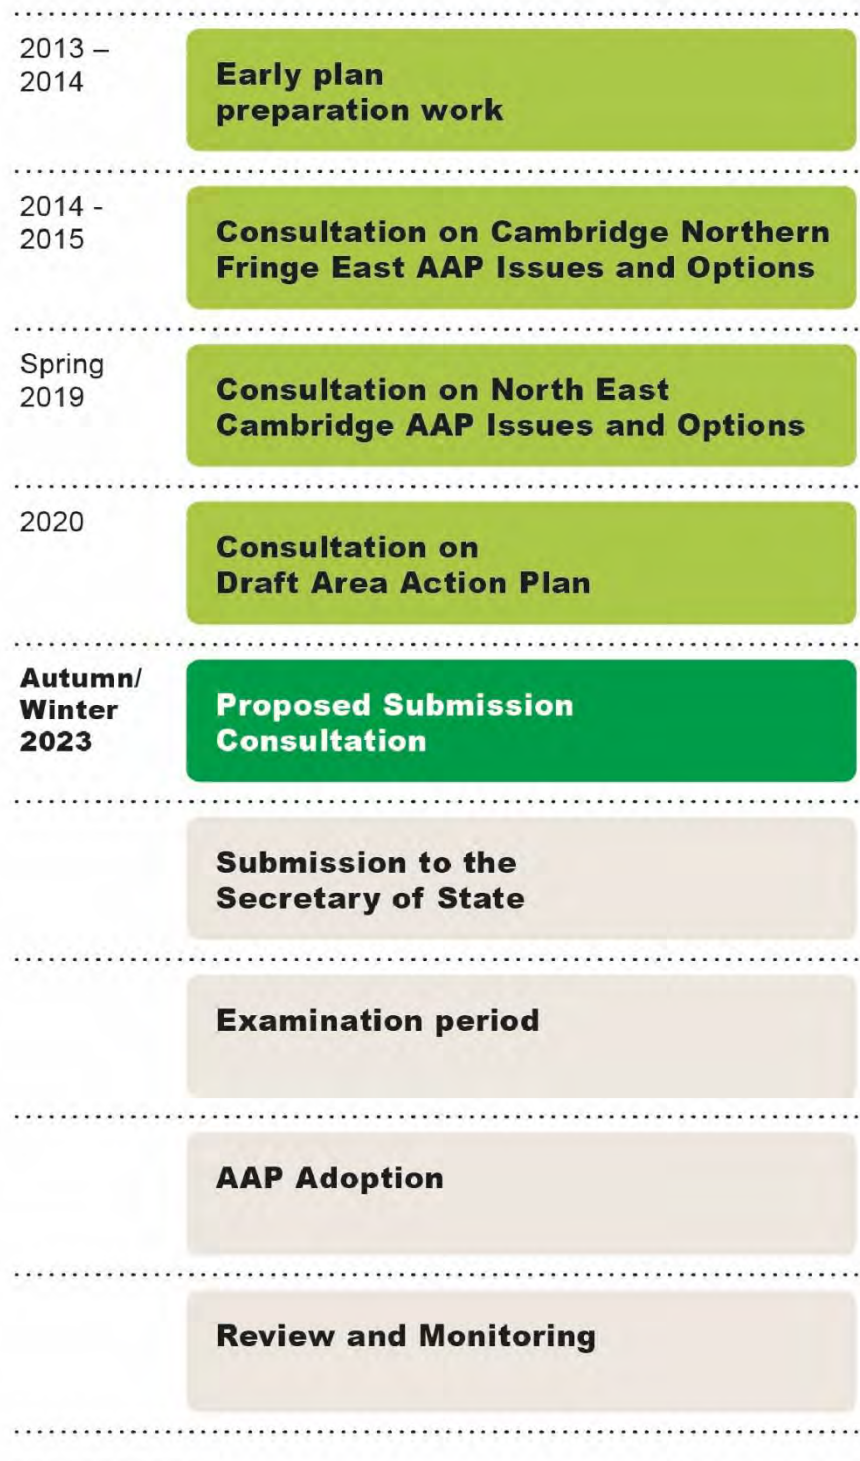 2013 –
2014
Early plan
preparation work
2014 -
2015
Consultation on Cambridge Northern
Fringe East AAP Issues and Options
Spring
2019
Consultation on North East
Cambridge AAP Issues and Options
2020
Consultation on
Draft Area Action Plan
Autumn/
Winter
2023
Proposed Submission
Consultation
Submission to the
Secretary of State
Examination period
AAP Adoption
Review and Monitoring